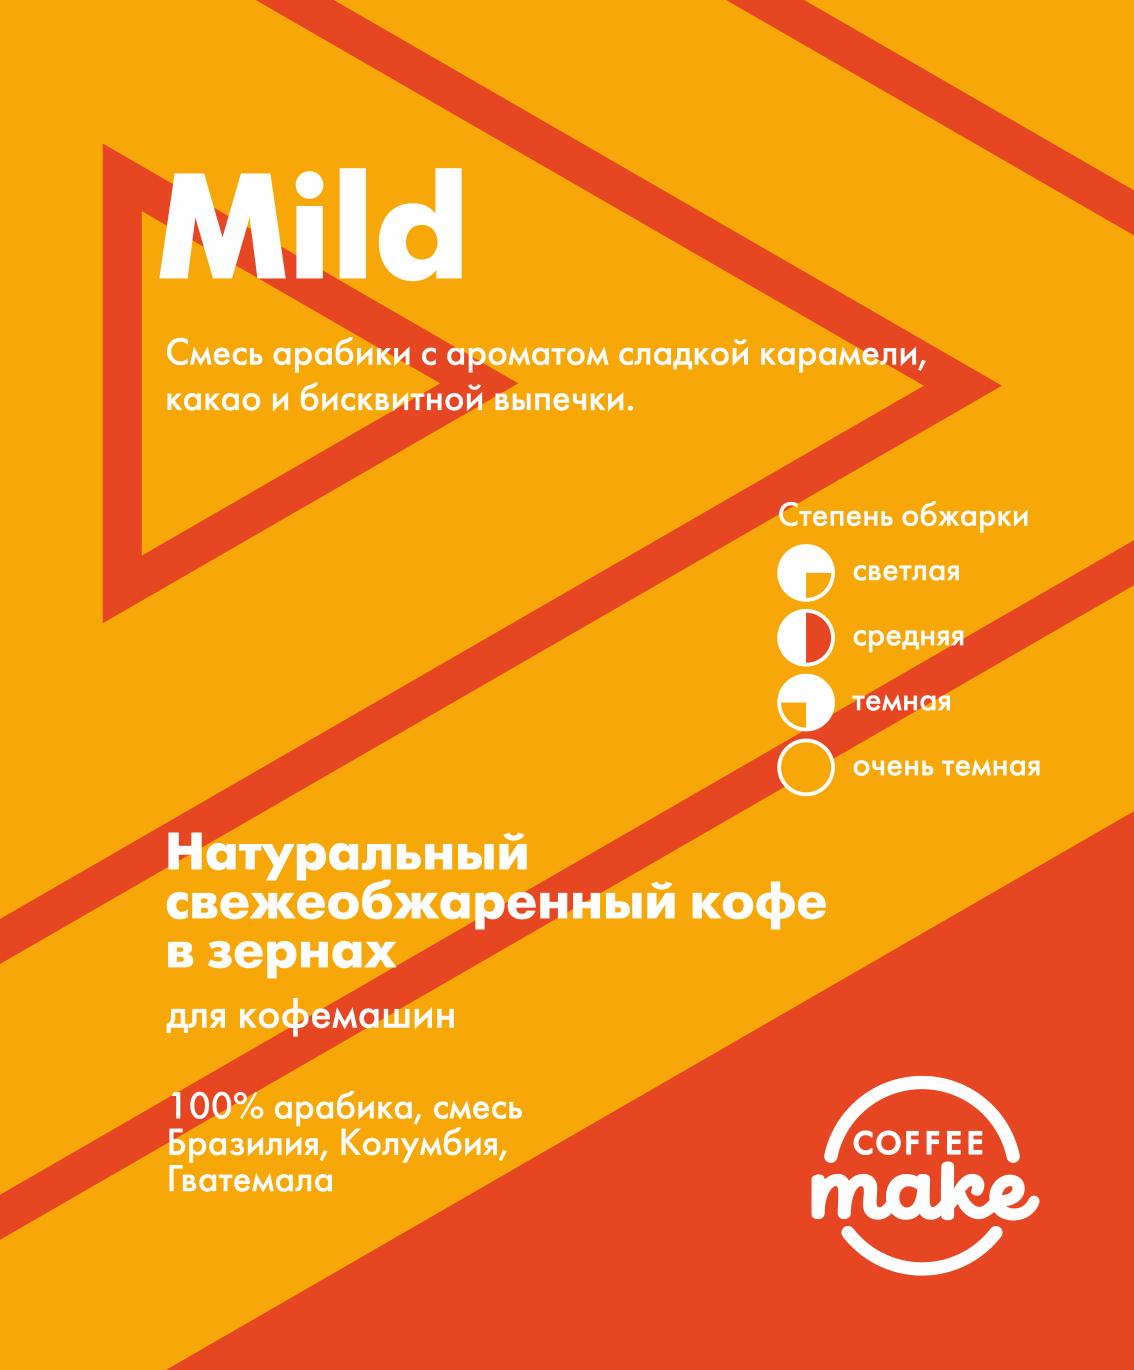 Mild
Смесь арабики с ароматом сладкой карамели,
какао и бисквитной выпечки.
Степень обжарки
светлая
средняя
темная
очень темная
Натуральный
свежеобжаренный кофе
в зернах
для кофемашин
100% арабика, смесь
Бразилия, Колумбия,
Гватемала
COFFEE
make